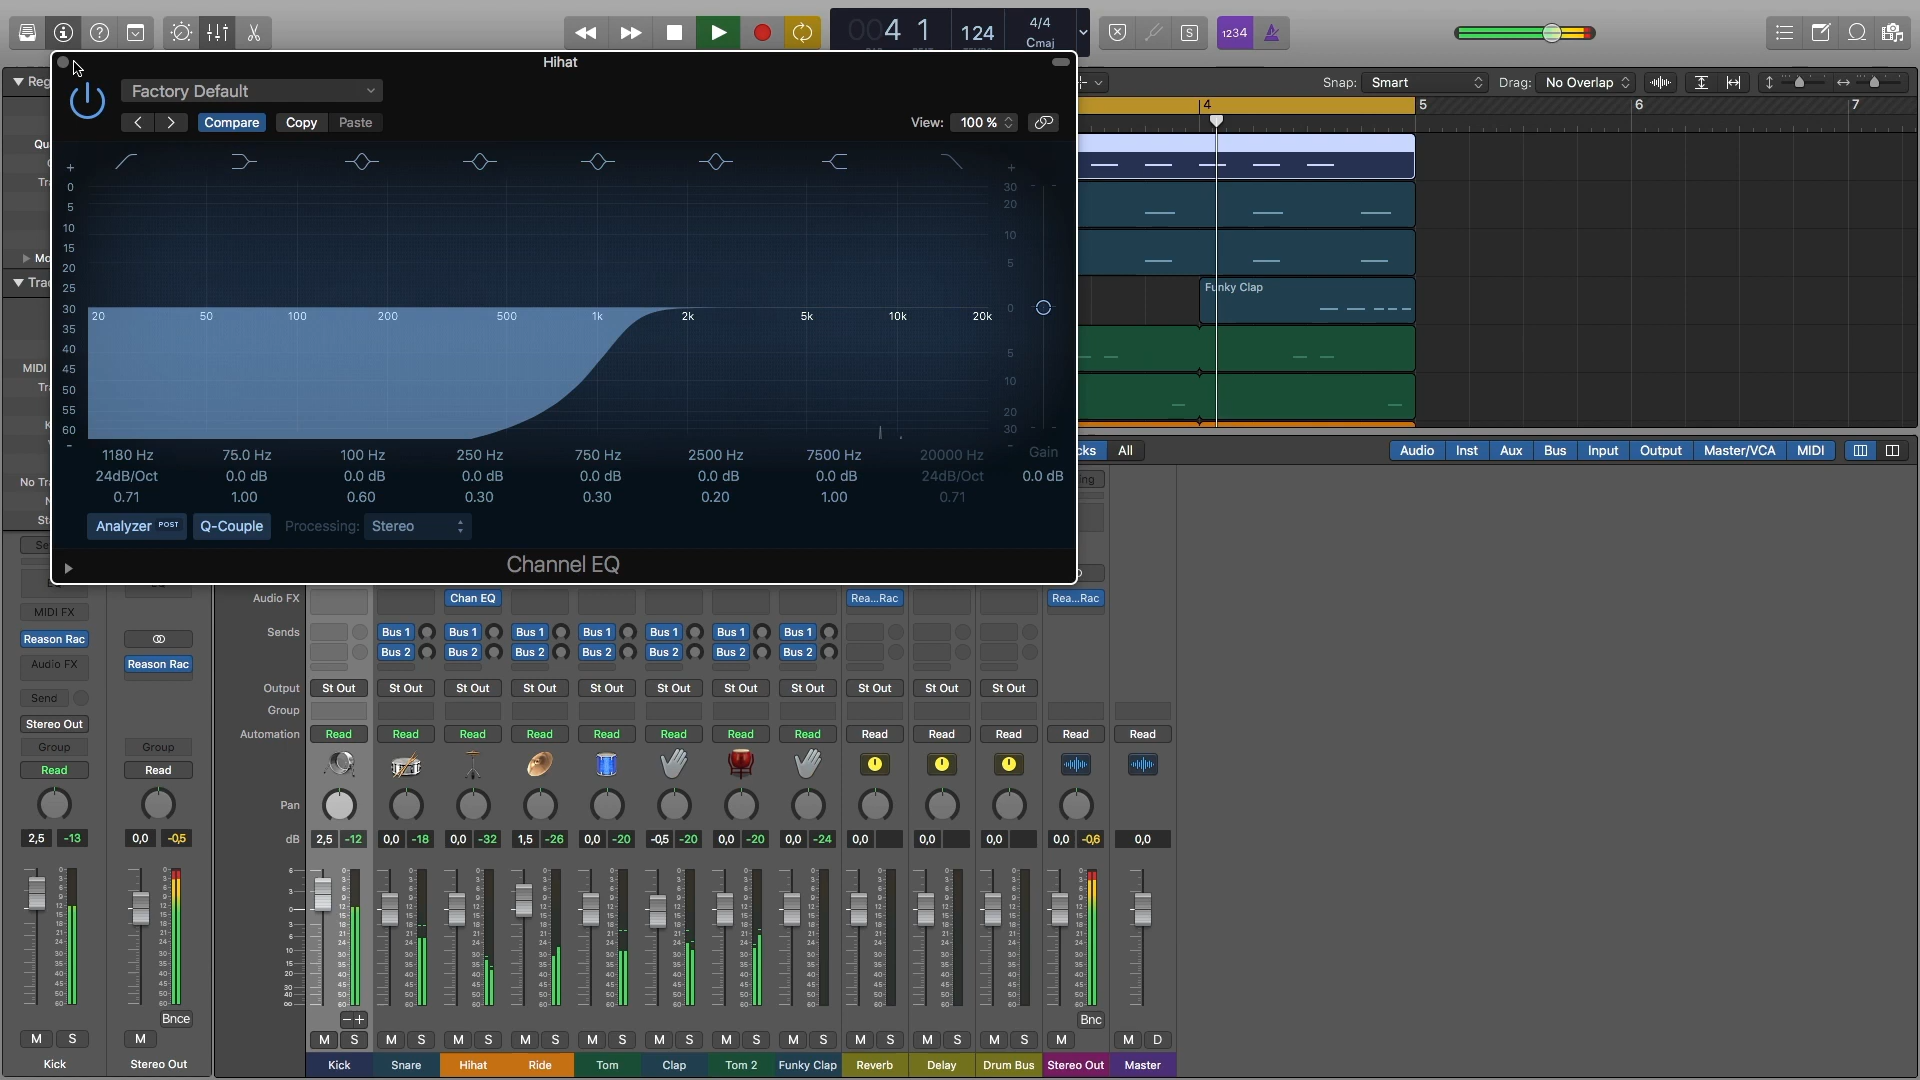 004 1
124
4/4
Cmaj
1234
Hihat
Factory Default
Compare
Copy
Paste
View: 100 %
+ +
0 5 10 15 20 25 30 35 40 45 50 55 60 -
30 20 10 5 0 5 10 20 30 -
20 50 100 200 500 1k 2k 5k 10k 20k
1180 Hz 75.0 Hz 100 Hz 250 Hz 750 Hz 2500 Hz 7500 Hz 20000 Hz Gain
24dB/Oct 0.0 dB 0.0 dB 0.0 dB 0.0 dB 0.0 dB 0.0 dB 24dB/Oct 0.0 dB
0.71 1.00 0.60 0.30 0.30 0.20 1.00 0.71
Analyzer POST Q-Couple Processing: Stereo
Channel EQ
Snap: Smart Drag: No Overlap
4 5 6 7
Funky Clap
MIDI
All Audio Inst Aux Bus Input Output Master/VCA MIDI
Audio FX Chan EQ Rea...Rac Rea...Rac
MIDI FX
Sends Bus 1 Bus 1 Bus 1 Bus 1 Bus 1 Bus 1 Bus 1
Reason Rac
Bus 2 Bus 2 Bus 2 Bus 2 Bus 2 Bus 2 Bus 2
Audio FX Reason Rac
Send
Output St Out St Out St Out St Out St Out St Out St Out St Out St Out St Out St Out
Group
Stereo Out
Automation Read Read Read Read Read Read Read Read Read Read Read Read Read
Group Group
Read Read
Pan
2,5 -13 0,0 -0,5
dB 2,5 -12 0,0 -18 0,0 -32 1,5 -26 0,0 -20 -0,5 -20 0,0 -20 0,0 -24 0,0 0,0 0,0 0,0 -0,6 0,0
Bnce Bnc
M S M M S M S M S M S M S M S M S M S M S M S M S M M D
Kick Stereo Out Kick Snare Hihat Ride Tom Clap Tom 2 Funky Clap Reverb Delay Drum Bus Stereo Out Master